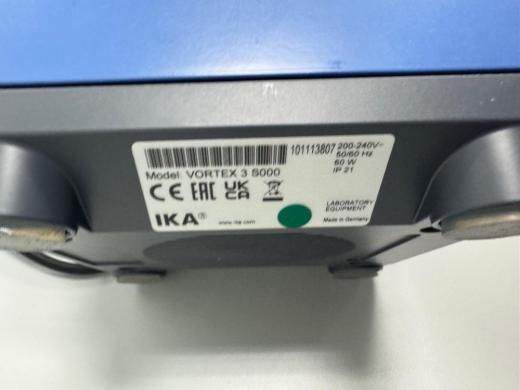 101113807 200-240V~
50/60 Hz
60 W
IP 21
Model: VORTEX 3 S000
CE EAC UK CA
IKA® www.ika.com
LABORATORY
EQUIPMENT
Made in Germany